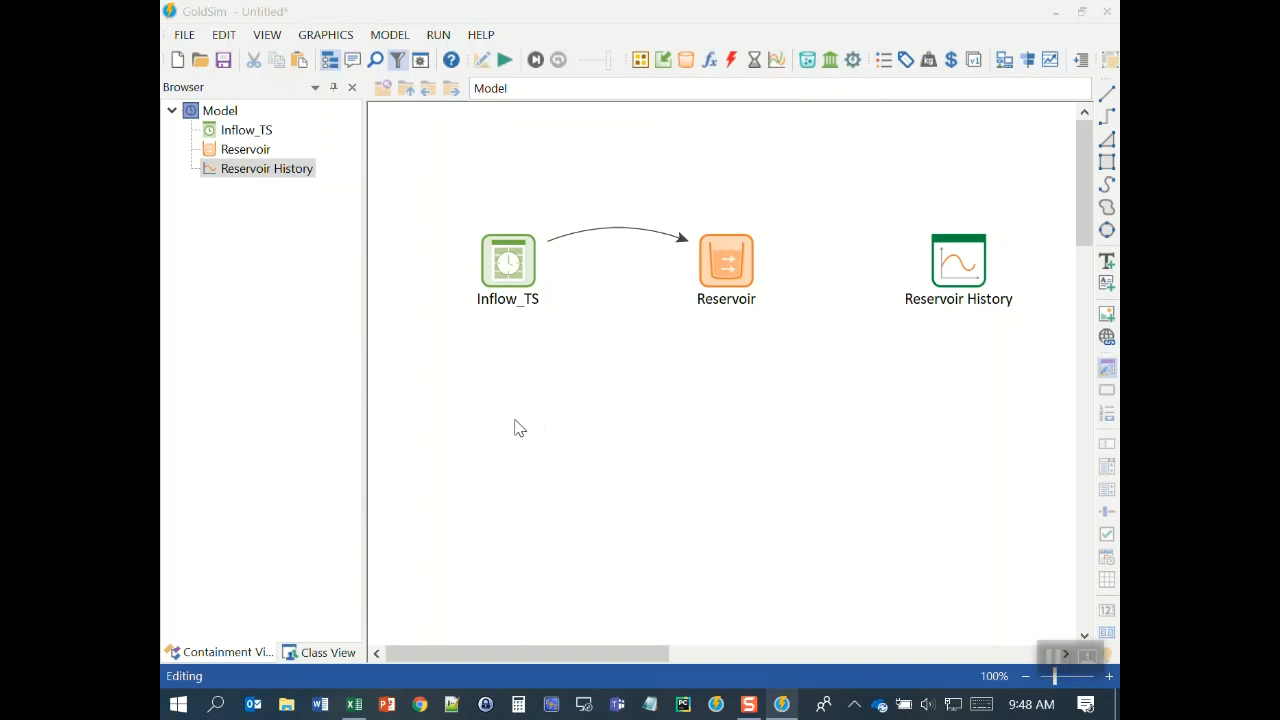 GoldSim - Untitled*
FILE EDIT VIEW GRAPHICS MODEL RUN HELP
Browser
Model
Model
Inflow_TS
Reservoir
Reservoir History
Inflow_TS
Reservoir
Reservoir History
Containment Vi...
Class View
Editing
100%
9:48 AM